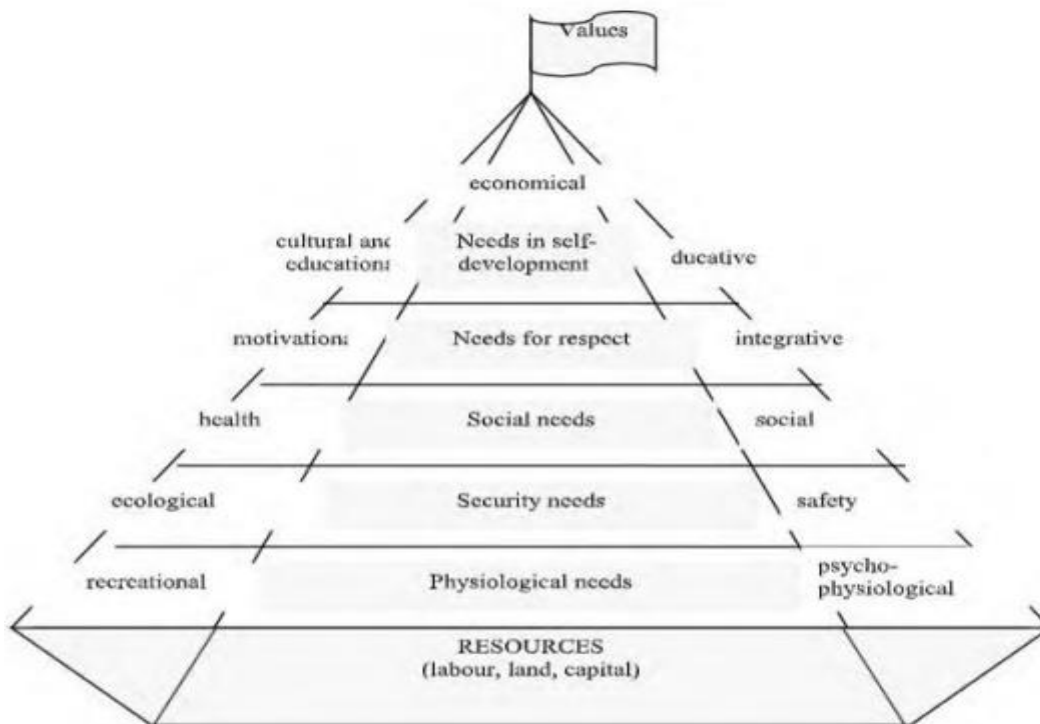 Values
economical
cultural and
educationa
Needs in self-
development
ducative
motivationa
Needs for respect
integrative
health
Social needs
social
ecological
Security needs
safety
recreational
Physiological needs
psycho-
physiological
RESOURCES
(labour, land, capital)